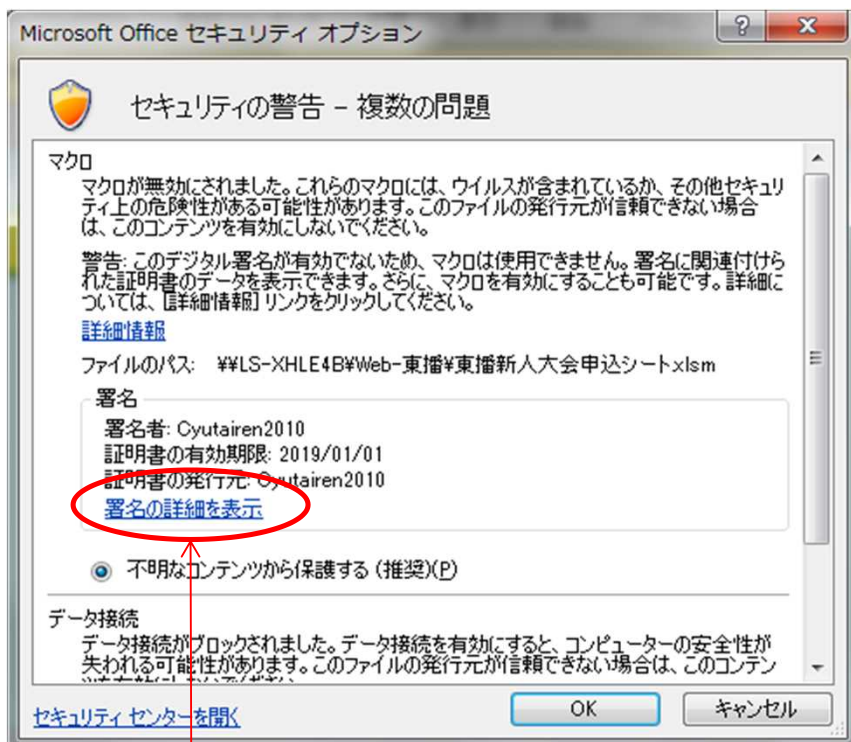 Microsoft Office セキュリティ オプション
セキュリティの警告 - 複数の問題
マクロ
マクロが無効にされました。これらのマクロには、ウイルスが含まれているか、その他セキュリ
ティ上の危険性がある可能性があります。このファイルの発行元が信頼できない場合
は、このコンテンツを有効にしないでください。
警告: このデジタル署名が有効でないため、マクロは使用できません。署名に関連付けら
れた証明書のデータを表示できます。さらに、マクロを有効にすることも可能です。詳細に
ついては、[詳細情報] リンクをクリックしてください。
詳細情報
ファイルのパス: ¥¥LS-XHLE4B¥Web-東播¥東播新人大会申込シートxlsm
署名
署名者: Cyutairen2010
証明書の有効期限: 2019/01/01
証明書の発行元: Cyutairen2010
署名の詳細を表示
不明なコンテンツから保護する (推奨)(P)
データ接続
データ接続がブロックされました。データ接続を有効にすると、コンピューターの安全性が
失われる可能性があります。このファイルの発行元が信頼できない場合は、このコンテン
セキュリティ センターを開く
OK
キャンセル